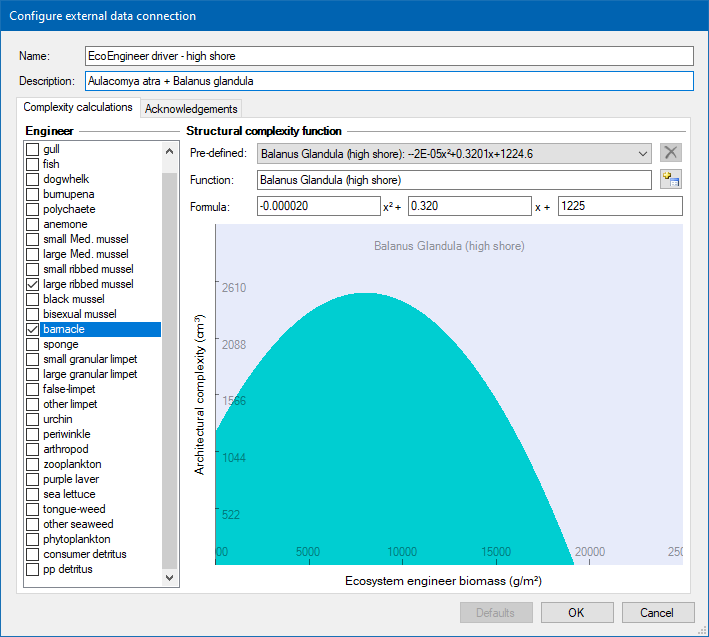 Configure external data connection
Name:
EcoEngineer driver - high shore
Description:
Aulacomya atra + Balanus glandula
Complexity calculations
Acknowledgements
Engineer
gull
fish
dogwhelk
burnupena
polychaete
anemone
small Med. mussel
large Med. mussel
small ribbed mussel
large ribbed mussel
black mussel
bisexual mussel
barnacle
sponge
small granular limpet
large granular limpet
false-limpet
other limpet
urchin
periwinkle
arthropod
zooplankton
purple laver
sea lettuce
tongue-weed
other seaweed
phytoplankton
consumer detritus
pp detritus
Structural complexity function
Pre-defined:
Balanus Glandula (high shore): --2E-05x²+0.3201x+1224.6
Function:
Balanus Glandula (high shore)
Formula:
-0.000020
x² +
0.320
x +
1225
Balanus Glandula (high shore)
Architectural complexity (cm³)
2610
2088
1566
1044
522
000
5000
10000
15000
20000
250
Ecosystem engineer biomass (g/m²)
Defaults
OK
Cancel